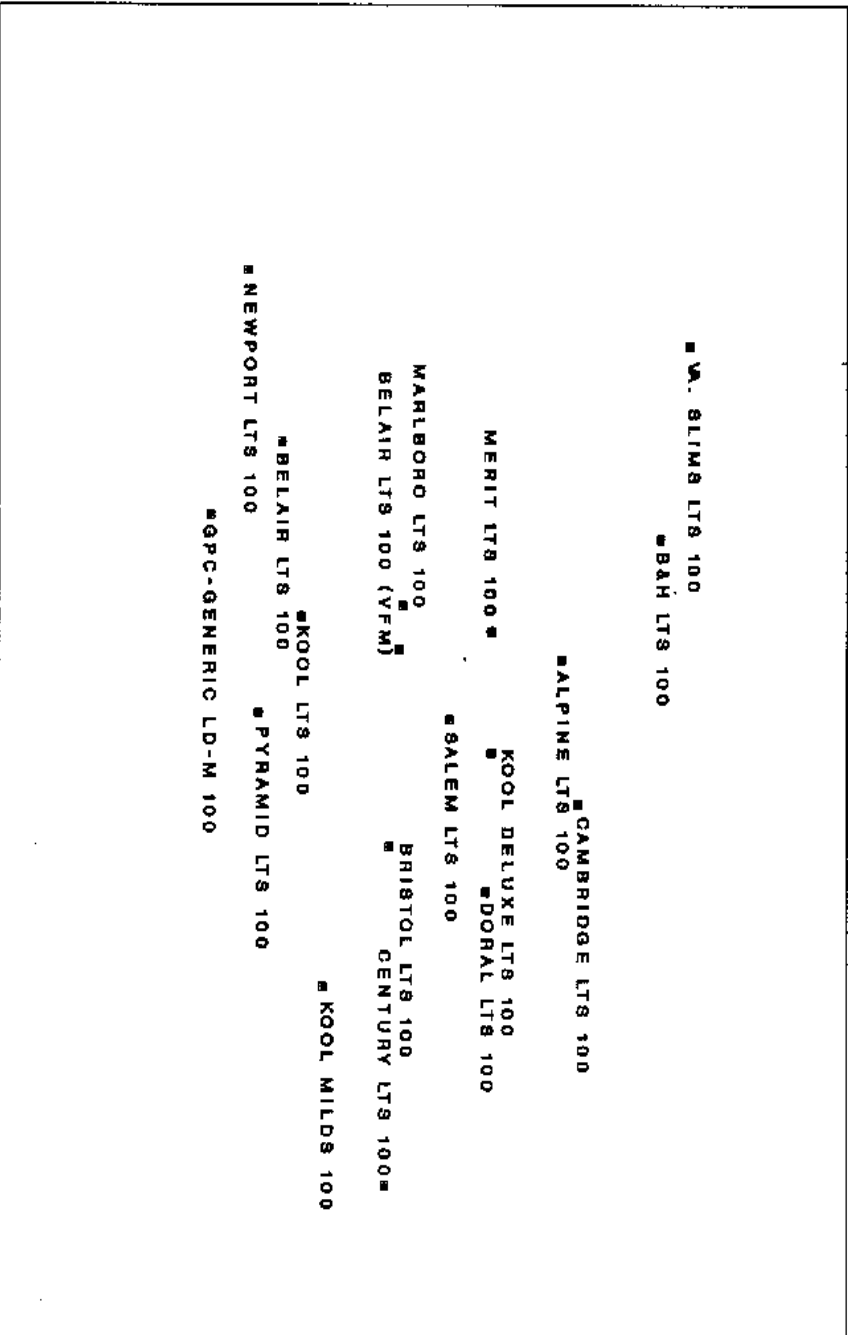 VA. SLIMS LTS 100
B&H LTS 100
CAMBRIDGE LTS 100
ALPINE LTS 100
KOOL DELUXE LTS 100
MERIT LTS 100
DORAL LTS 100
SALEM LTS 100
MARLBORO LTS 100
BRISTOL LTS 100
BELAIR LTS 100 (VFM)
CENTURY LTS 100
KOOL MILDS 100
KOOL LTS 100
BELAIR LTS 100
PYRAMID LTS 100
NEWPORT LTS 100
GPC-GENERIC LD-M 100